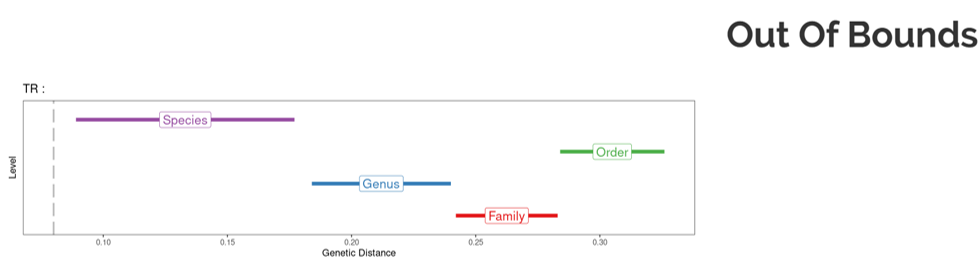 Out Of Bounds
TR :
Species
Order
Genus
Family
Level
0.10 0.15 0.20 0.25 0.30
Genetic Distance